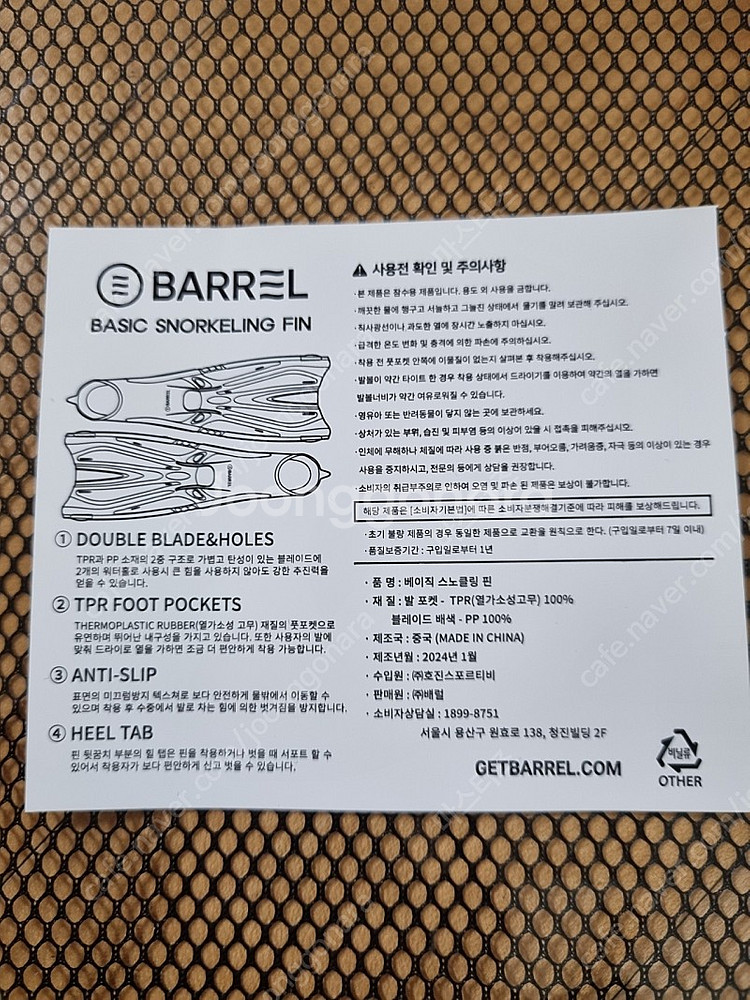 BARREL
BASIC SNORKELING FIN
① DOUBLE BLADE&HOLES
TPR과 PP 소재의 2중 구조로 가볍고 탄성이 있는 블레이드에
2개의 워터홀로 사용시 큰 힘을 사용하지 않아도 강한 추진력을
얻을 수 있습니다.
② TPR FOOT POCKETS
THERMOPLASTIC RUBBER(열가소성 고무) 재질의 풋포켓으로
유연하며 뛰어난 내구성을 가지고 있습니다. 또한 사용자의 발에
맞춰 드라이로 열을 가하면 조금 더 편안하게 착용 가능합니다.
③ ANTI-SLIP
표면의 미끄럼방지 텍스쳐로 보다 안전하게 물밖에서 이동할 수
있으며 착용 후 수중에서 발로 차는 힘에 의한 벗겨짐을 방지합니다.
④ HEEL TAB
핀 뒷꿈치 부분의 힐 탭은 핀을 착용하거나 벗을 때 서포트 할 수
있어서 착용자가 보다 편안하게 신고 벗을 수 있습니다.
사용전 확인 및 주의사항
· 본 제품은 잠수용 제품입니다. 용도 외 사용을 금합니다.
· 깨끗한 물에 헹구고 서늘하고 그늘진 상태에서 물기를 말려 보관해 주십시오.
· 직사광선이나 과도한 열에 장시간 노출하지 마십시오.
· 급격한 온도 변화 및 충격에 의한 파손에 주의하십시오.
· 착용 전 풋포켓 안쪽에 이물질이 없는지 살펴본 후 착용해주십시오.
· 발볼이 약간 타이트 한 경우 착용 상태에서 드라이기를 이용하여 약간의 열을 가하면
발볼너비가 약간 여유로워질 수 있습니다.
· 영유아 또는 반려동물이 닿지 않는 곳에 보관하세요.
· 상처가 있는 부위, 습진 및 피부염 등의 이상이 있을 시 접촉을 피해주십시오.
· 인체에 무해하나 체질에 따라 사용 중 붉은 반점, 부어오름, 가려움증, 자극 등의 이상이 있는 경우
사용을 중지하시고, 전문의 등에게 상담을 권장합니다.
· 소비자의 취급부주의로 인하여 오염 및 파손 된 제품은 보상이 불가합니다.
해당 제품은 [소비자기본법]에 따른 소비자분쟁해결기준에 따라 피해를 보상해드립니다.
· 초기 불량 제품의 경우 동일한 제품으로 교환을 원칙으로 한다. (구입일로부터 7일 이내)
· 품질보증기간 : 구입일로부터 1년
· 품 명 : 베이직 스노클링 핀
· 재 질 : 발 포켓 - TPR(열가소성고무) 100%
블레이드 배색 - PP 100%
· 제조국 : 중국 (MADE IN CHINA)
· 제조년월 : 2024년 1월
· 수입원 : ㈜호진스포르티비
· 판매원 : ㈜배럴
· 소비자상담실 : 1899-8751
서울시 용산구 원효로 138, 청진빌딩 2F
GETBARREL.COM
비닐류
OTHER
joonggonara
cafe.naver.com/joonggonara